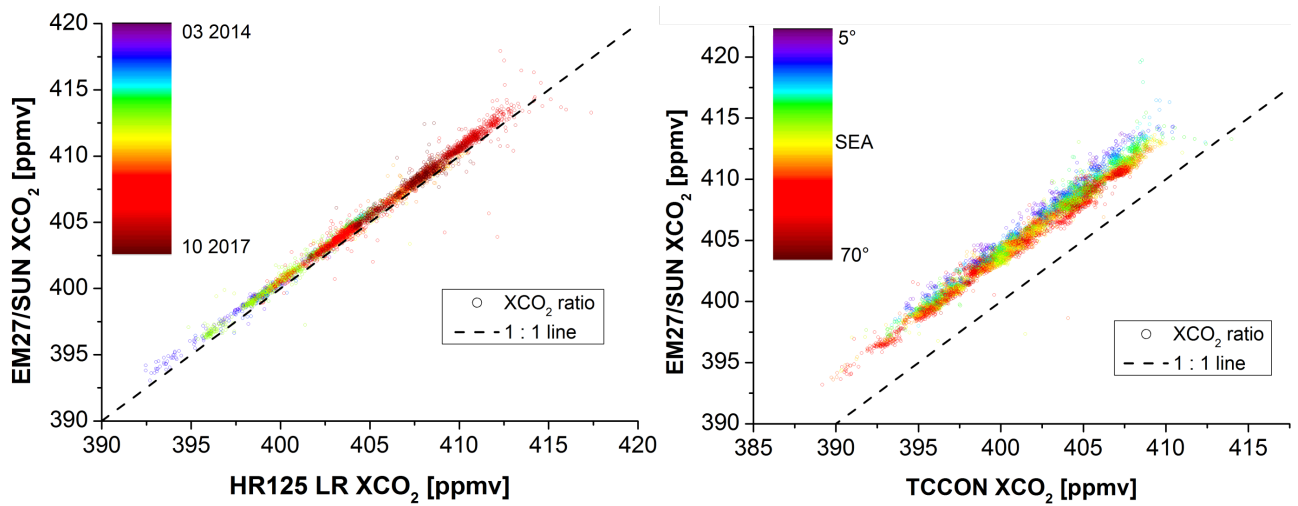 420
415
410
405
400
395
390
EM27/SUN XCO₂ [ppmv]
03 2014
10 2017
XCO₂ ratio
1 : 1 line
390 395 400 405 410 415 420
HR125 LR XCO₂ [ppmv]
420
415
410
405
400
395
390
EM27/SUN XCO₂ [ppmv]
5°
SEA
70°
XCO₂ ratio
1 : 1 line
385 390 395 400 405 410 415
TCCON XCO₂ [ppmv]